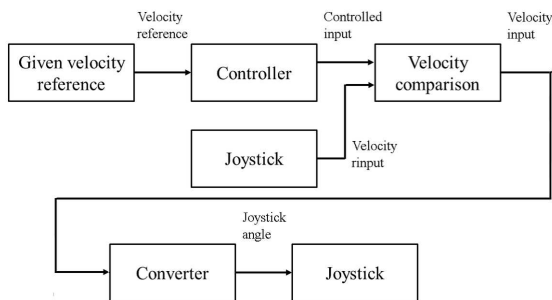 Velocity
reference
Controlled
input
Velocity
input
Given velocity
reference
Controller
Velocity
comparison
Joystick
Velocity
rinput
Joystick
angle
Converter
Joystick